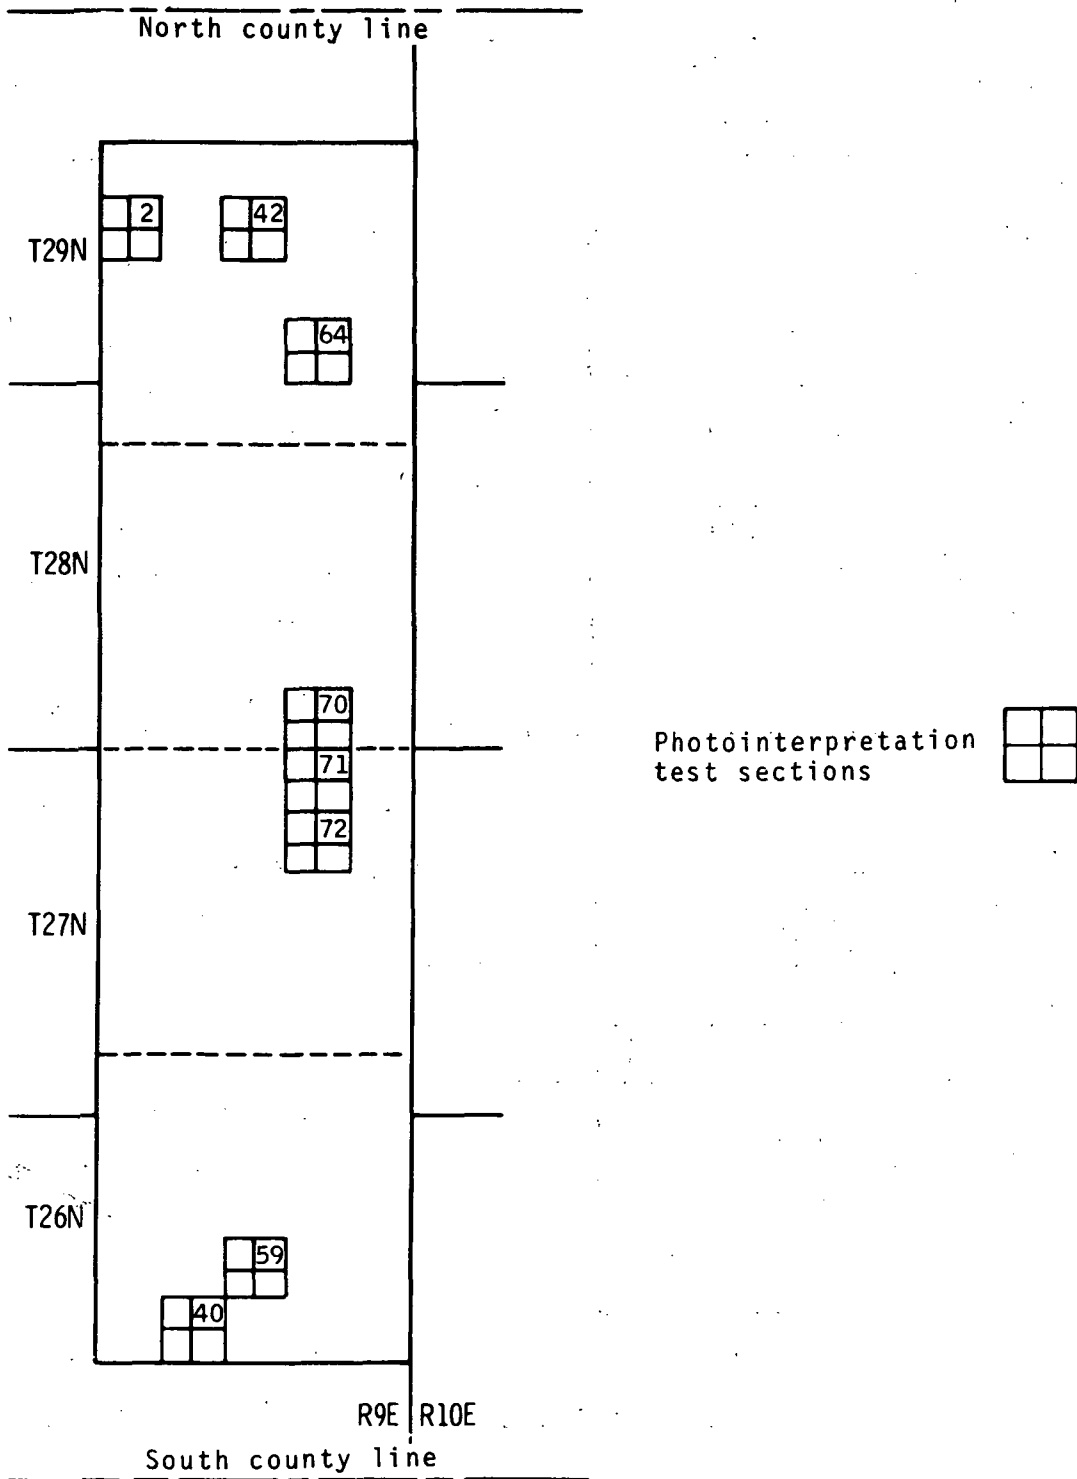 North county line
2
42
T29N
64
T28N
70
71
72
Photointerpretation
test sections
T27N
T26N
59
40
R9E R10E
South county line